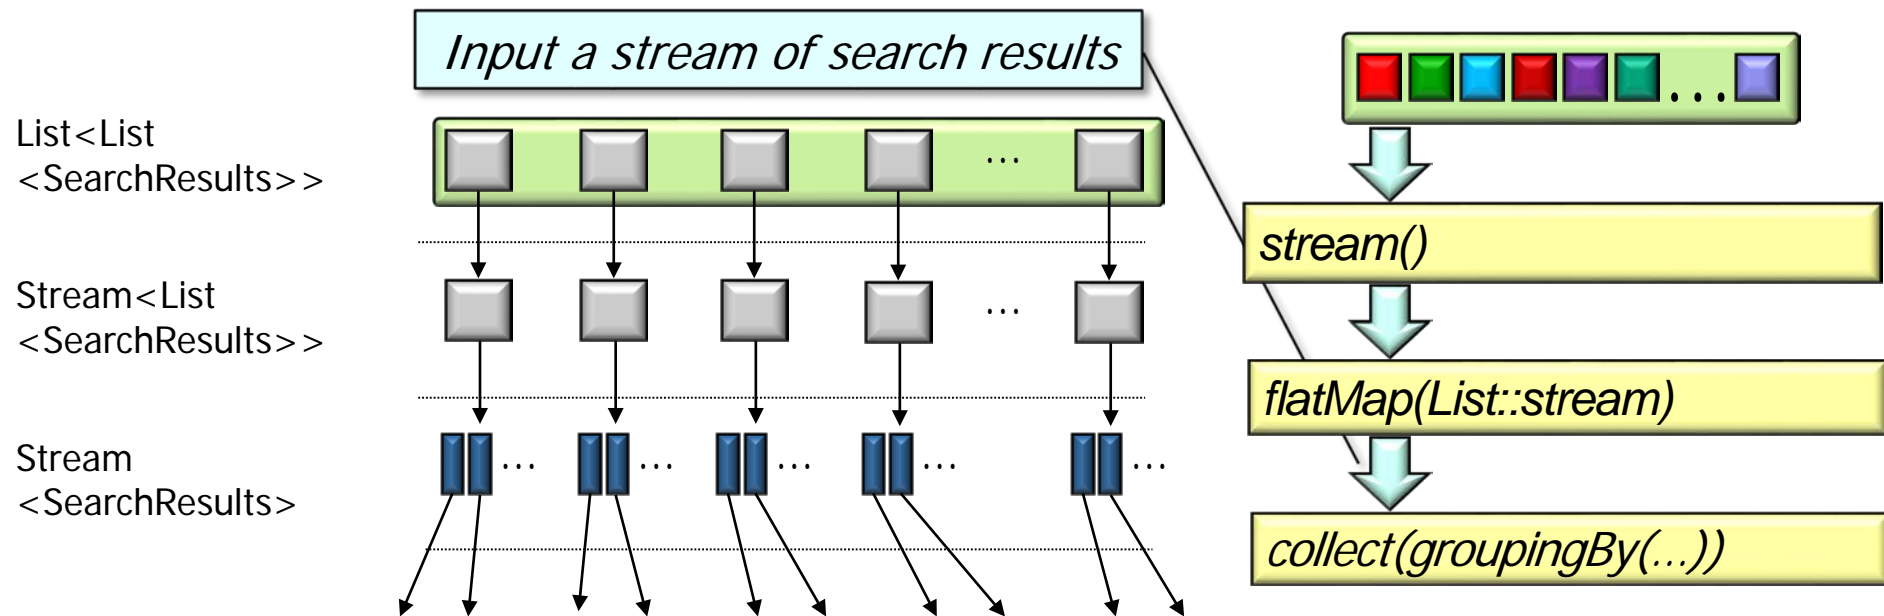 Input a stream of search results
List<List
<SearchResults>>
…
...
stream()
Stream<List
<SearchResults>>
…
flatMap(List::stream)
Stream
<SearchResults>
… … … … …
collect(groupingBy(…))